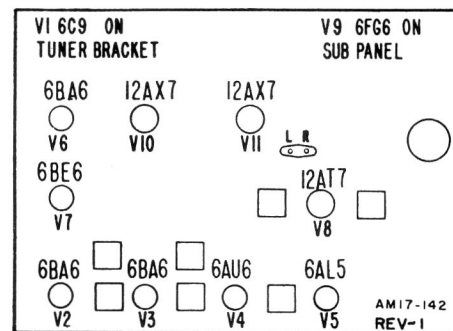 V1 6C9 ON V9 6FG6 ON
TUNER BRACKET SUB PANEL
6BA6 12AX7 12AX7
V6 V10 V11
L R
6BE6 12AT7
V7 V8
6BA6 6BA6 6AU6 6AL5
V2 V3 V4 V5
AM17-142
REV-1